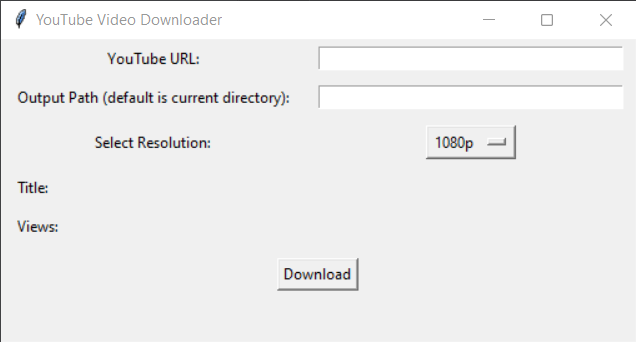 YouTube Video Downloader
YouTube URL:
Output Path (default is current directory):
Select Resolution: 1080p
Title:
Views:
Download